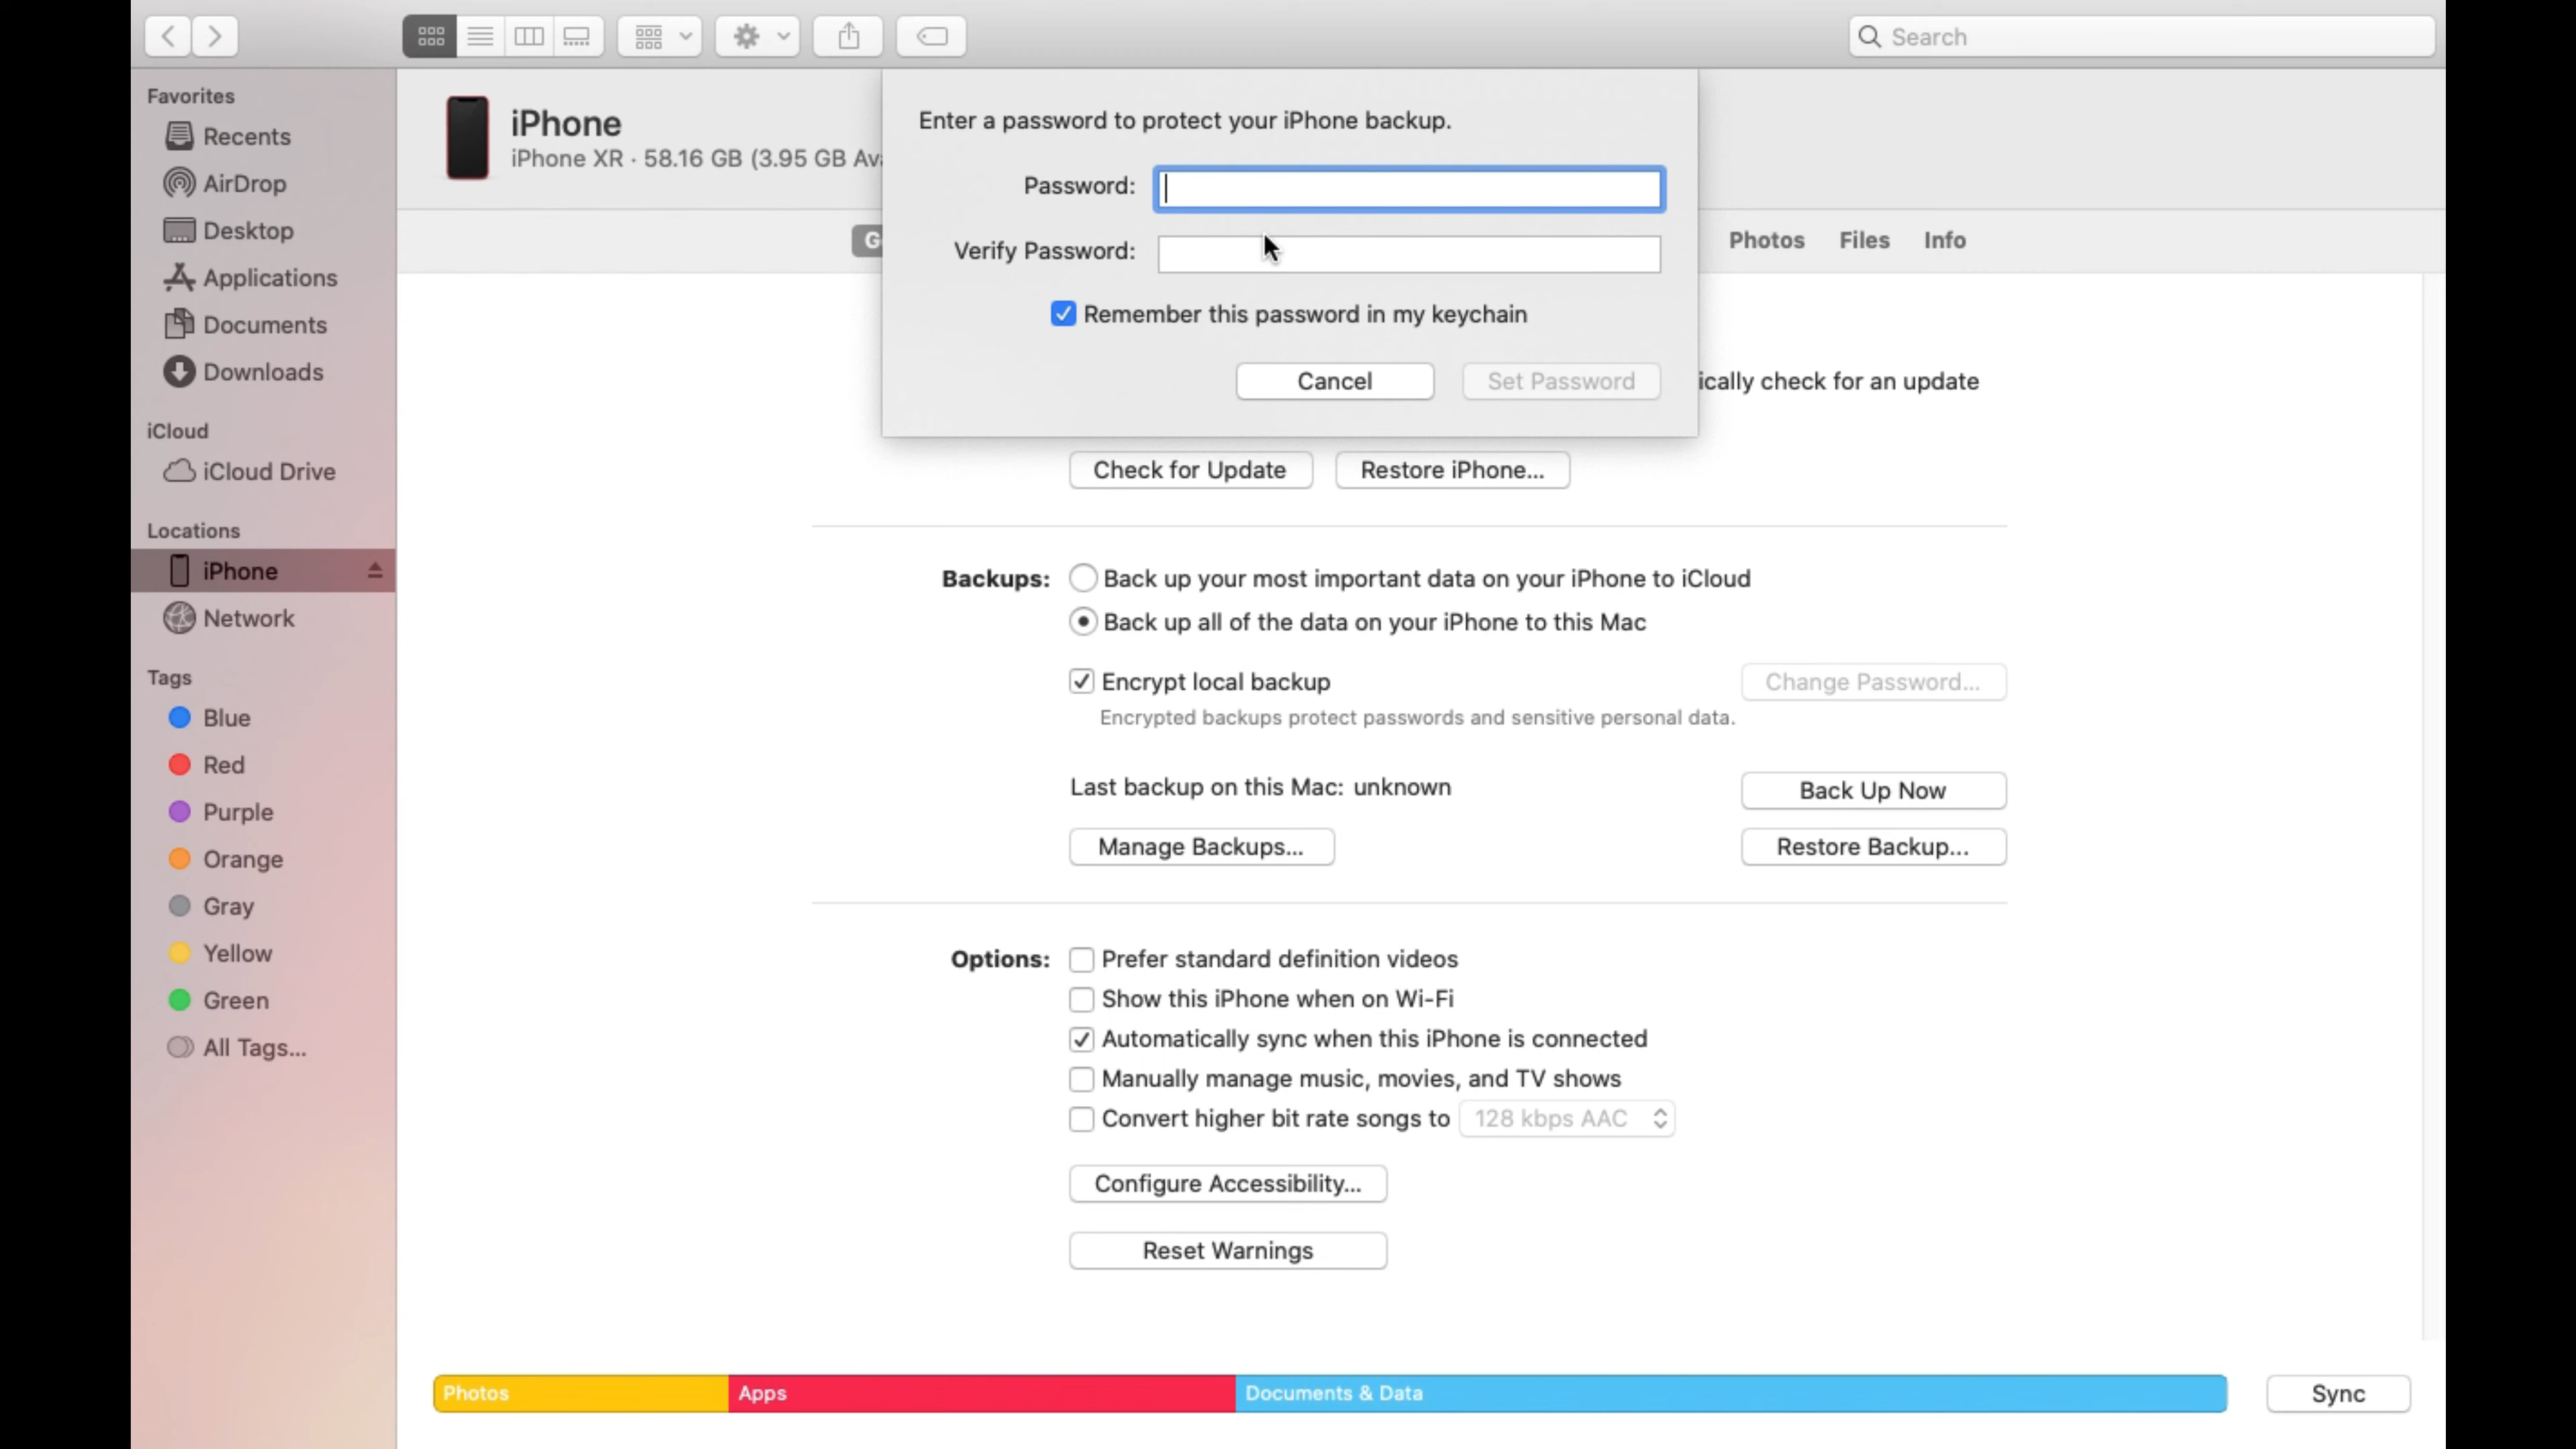 Search
Favorites
Recents
AirDrop
Desktop
Applications
Documents
Downloads
iCloud
iCloud Drive
Locations
iPhone
Network
Tags
Blue
Red
Purple
Orange
Gray
Yellow
Green
All Tags...
iPhone
iPhone XR · 58.16 GB (3.95 GB
Enter a password to protect your iPhone backup.
Password:
Verify Password:
Remember this password in my keychain
Cancel
Set Password
Photos
Files
Info
check for an update
Check for Update
Restore iPhone...
Backups:
Back up your most important data on your iPhone to iCloud
Back up all of the data on your iPhone to this Mac
Encrypt local backup
Change Password...
Encrypted backups protect passwords and sensitive personal data.
Last backup on this Mac: unknown
Back Up Now
Manage Backups...
Restore Backup...
Options:
Prefer standard definition videos
Show this iPhone when on Wi-Fi
Automatically sync when this iPhone is connected
Manually manage music, movies, and TV shows
Convert higher bit rate songs to
128 kbps AAC
Configure Accessibility...
Reset Warnings
Photos
Apps
Documents & Data
Sync